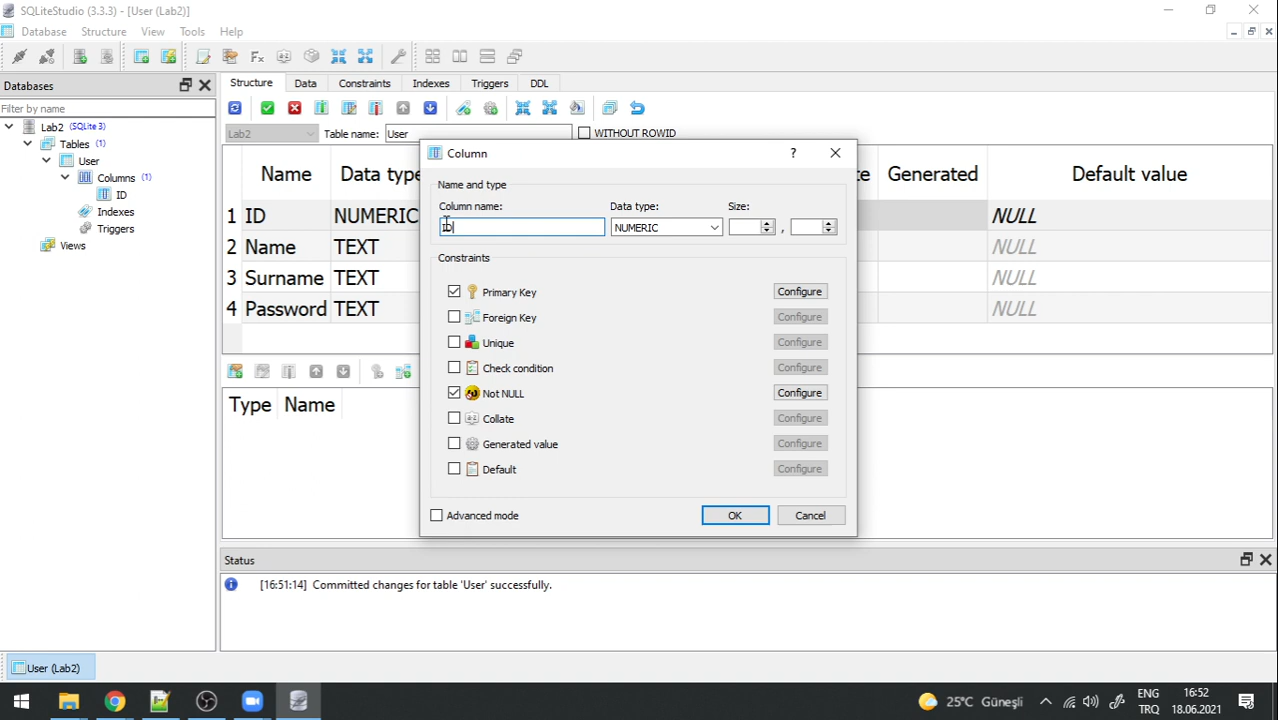 SQLiteStudio (3.3.3) - [User (Lab2)]
Database Structure View Tools Help
Databases
Filter by name
Lab2 (SQLite 3)
Tables (1)
User
Columns (1)
ID
Indexes
Triggers
Views
Structure Data Constraints Indexes Triggers DDL
Lab2 Table name: User WITHOUT ROWID
Name Data type Generated Default value
1 ID NUMERIC NULL
2 Name TEXT NULL
3 Surname TEXT NULL
4 Password TEXT NULL
Type Name
Column
Name and type
Column name: Data type: Size:
ID NUMERIC ,
Constraints
Primary Key Configure
Foreign Key Configure
Unique Configure
Check condition Configure
Not NULL Configure
Collate Configure
Generated value Configure
Default Configure
Advanced mode OK Cancel
Status
[16:51:14] Committed changes for table 'User' successfully.
User (Lab2)
25°C Güneşli ENG 16:52
TRQ 18.06.2021